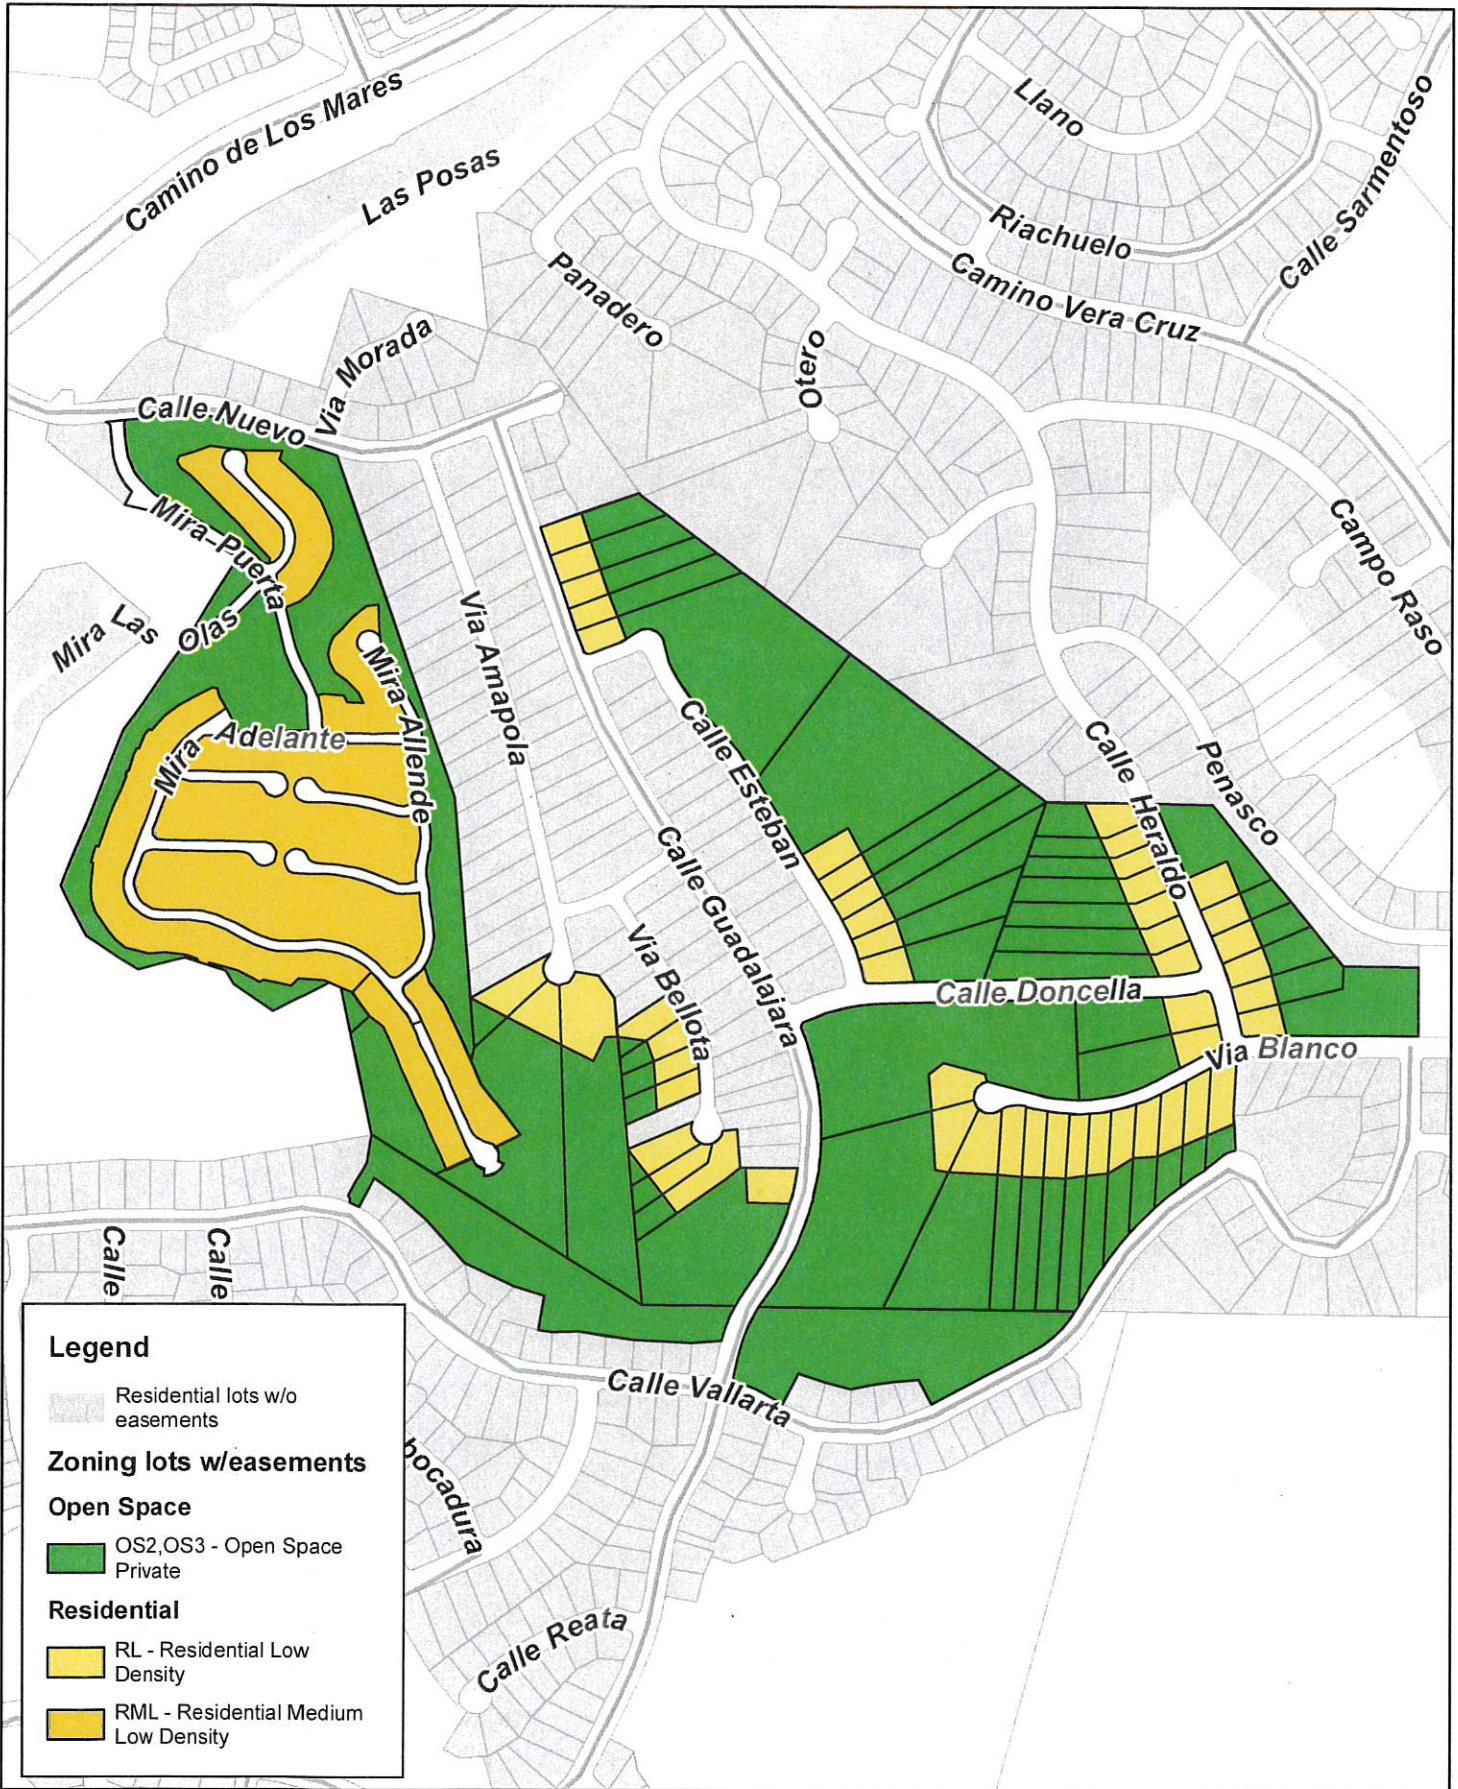 Camino de Los Mares
Las Posas
Llano
Riachuelo
Calle Sarmentoso
Camino Vera Cruz
Panadero
Otero
Via Morada
Calle Nuevo
Campo Raso
Mira Puerta
Mira Las Olas
Via Amapola
Mira Allende
Mira Adelante
Calle Esteban
Calle Heraldo
Penasco
Calle Guadalajara
Via Bellota
Calle Doncella
Via Blanco
Calle
Calle
Calle Vallarta
bocadura
Calle Reata
Legend
Residential lots w/o
easements
Zoning lots w/easements
Open Space
OS2,OS3 - Open Space
Private
Residential
RL - Residential Low
Density
RML - Residential Medium
Low Density